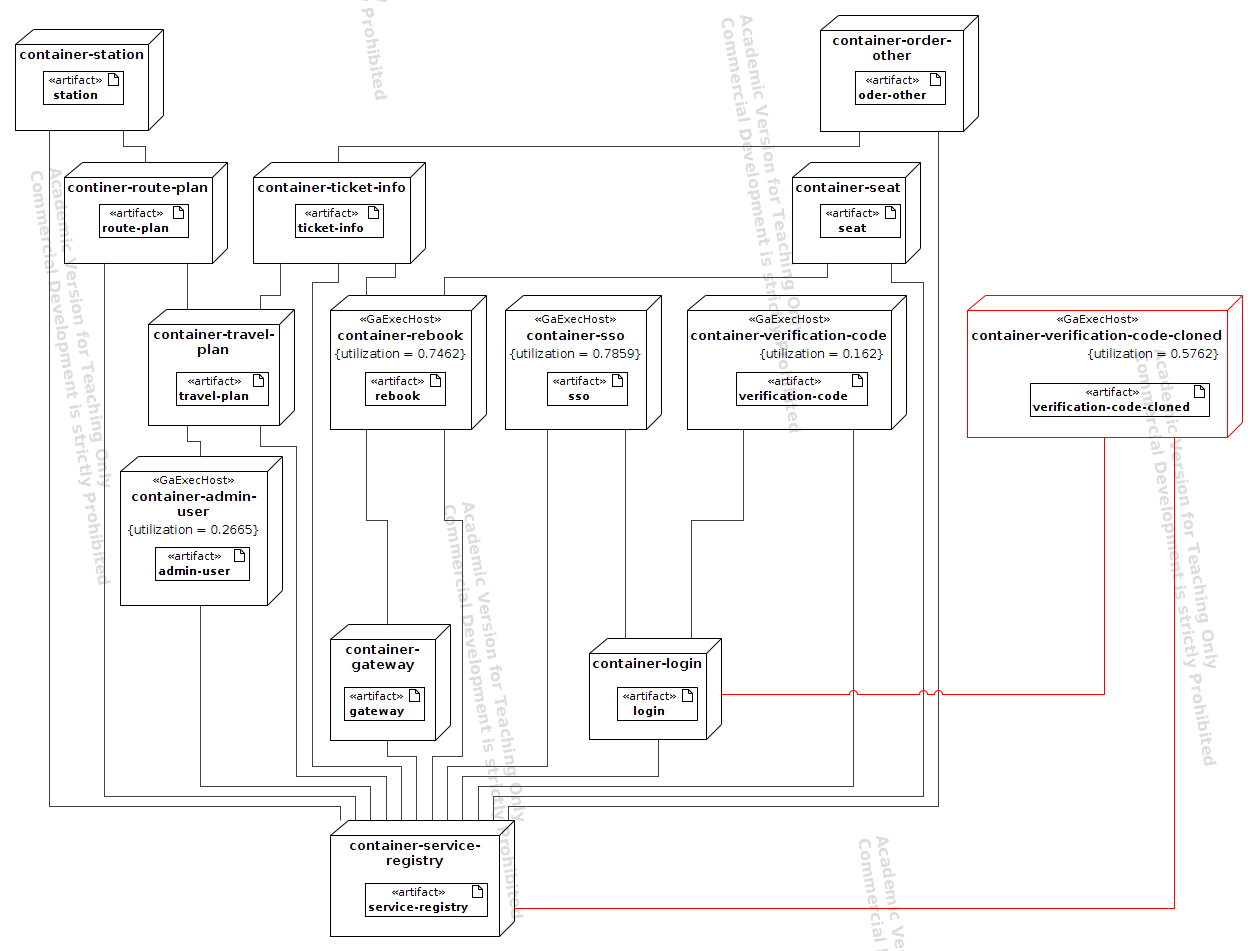 container-station
«artifact»
station
container-order-
other
«artifact»
oder-other
continer-route-plan
«artifact»
route-plan
container-ticket-info
«artifact»
ticket-info
container-seat
«artifact»
seat
container-travel-
plan
«artifact»
travel-plan
«GaExecHost»
container-rebook
{utilization = 0.7462}
«artifact»
rebook
«GaExecHost»
container-sso
{utilization = 0.7859}
«artifact»
sso
«GaExecHost»
container-verification-code
{utilization = 0.162}
«artifact»
verification-code
«GaExecHost»
container-verification-code-cloned
{utilization = 0.5762}
«artifact»
verification-code-cloned
«GaExecHost»
container-admin-
user
{utilization = 0.2665}
«artifact»
admin-user
container-
gateway
«artifact»
gateway
container-login
«artifact»
login
container-service-
registry
«artifact»
service-registry
Prohibited
Academic Version for Teaching Only
Commercial Development is strictly Prohibited
Academic Version for Teaching Only
Commercial Development is strictly Prohibited
Academic Version for Teaching Only
Commercial Development is strictly Prohibited
Academic Version for Teaching Only
Commercial Development is strictly Prohibited
Academic Ve
Commercial